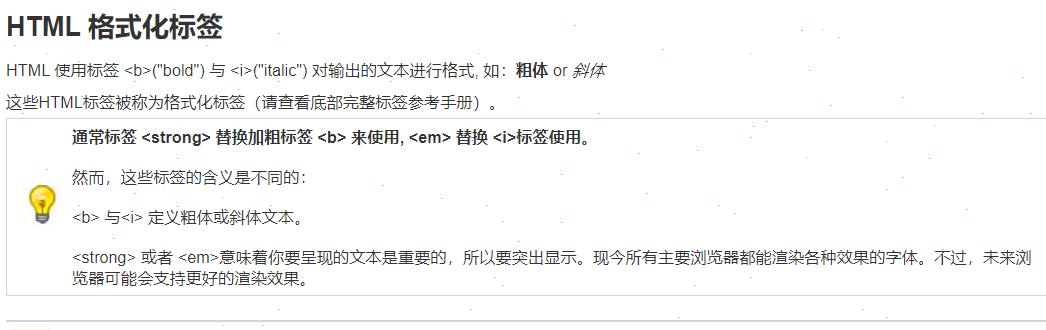 HTML 格式化标签
HTML 使用标签 <b>("bold") 与 <i>("italic") 对输出的文本进行格式, 如：粗体 or 斜体
这些HTML标签被称为格式化标签（请查看底部完整标签参考手册）。
通常标签 <strong> 替换加粗标签 <b> 来使用, <em> 替换 <i>标签使用。
然而，这些标签的含义是不同的：
<b> 与<i> 定义粗体或斜体文本。
<strong> 或者 <em>意味着你要呈现的文本是重要的，所以要突出显示。现今所有主要浏览器都能渲染各种效果的字体。不过，未来浏
览器可能会支持更好的渲染效果。